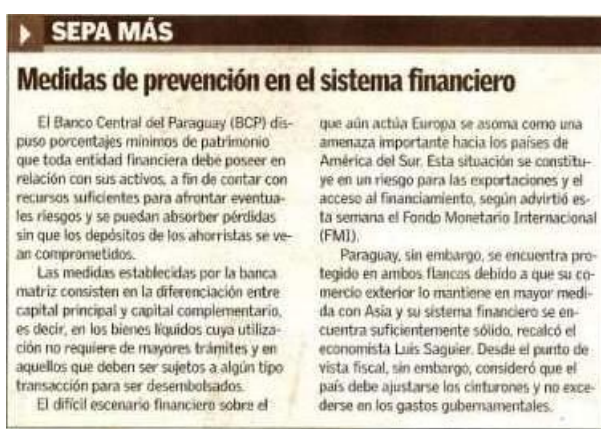 SEPA MÁS
Medidas de prevención en el sistema financiero
El Banco Central del Paraguay (BCP) dis-
puso porcentajes mínimos de patrimonio
que toda entidad financiera debe poseer en
relación con sus activos, a fin de contar con
recursos suficientes para afrontar eventua-
les riesgos y se puedan absorber pérdidas
sin que los depósitos de los ahorristas se ve-
an comprometidos.
Las medidas establecidas por la banca
matriz consisten en la diferenciación entre
capital principal y capital complementario,
es decir, en los bienes líquidos cuya utiliza-
ción no requiere de mayores trámites y en
aquellos que deben ser sujetos a algún tipo
transacción para ser desembolsados.
El difícil escenario financiero sobre el
que aún actúa Europa se asoma como una
amenaza importante hacia los países de
América del Sur. Esta situación se constitu-
ye en un riesgo para las exportaciones y el
acceso al financiamiento, según advirtió es-
ta semana el Fondo Monetario Internacional
(FMI).
Paraguay, sin embargo, se encuentra pro-
tegido en ambos flancos debido a que su co-
mercio exterior lo mantiene en mayor medi-
da con Asia y su sistema financiero se en-
cuentra suficientemente sólido, recalcó el
economista Luis Saguier. Desde el punto de
vista fiscal, sin embargo, consideró que el
país debe ajustarse los cinturones y no exce-
derse en los gastos gubernamentales.